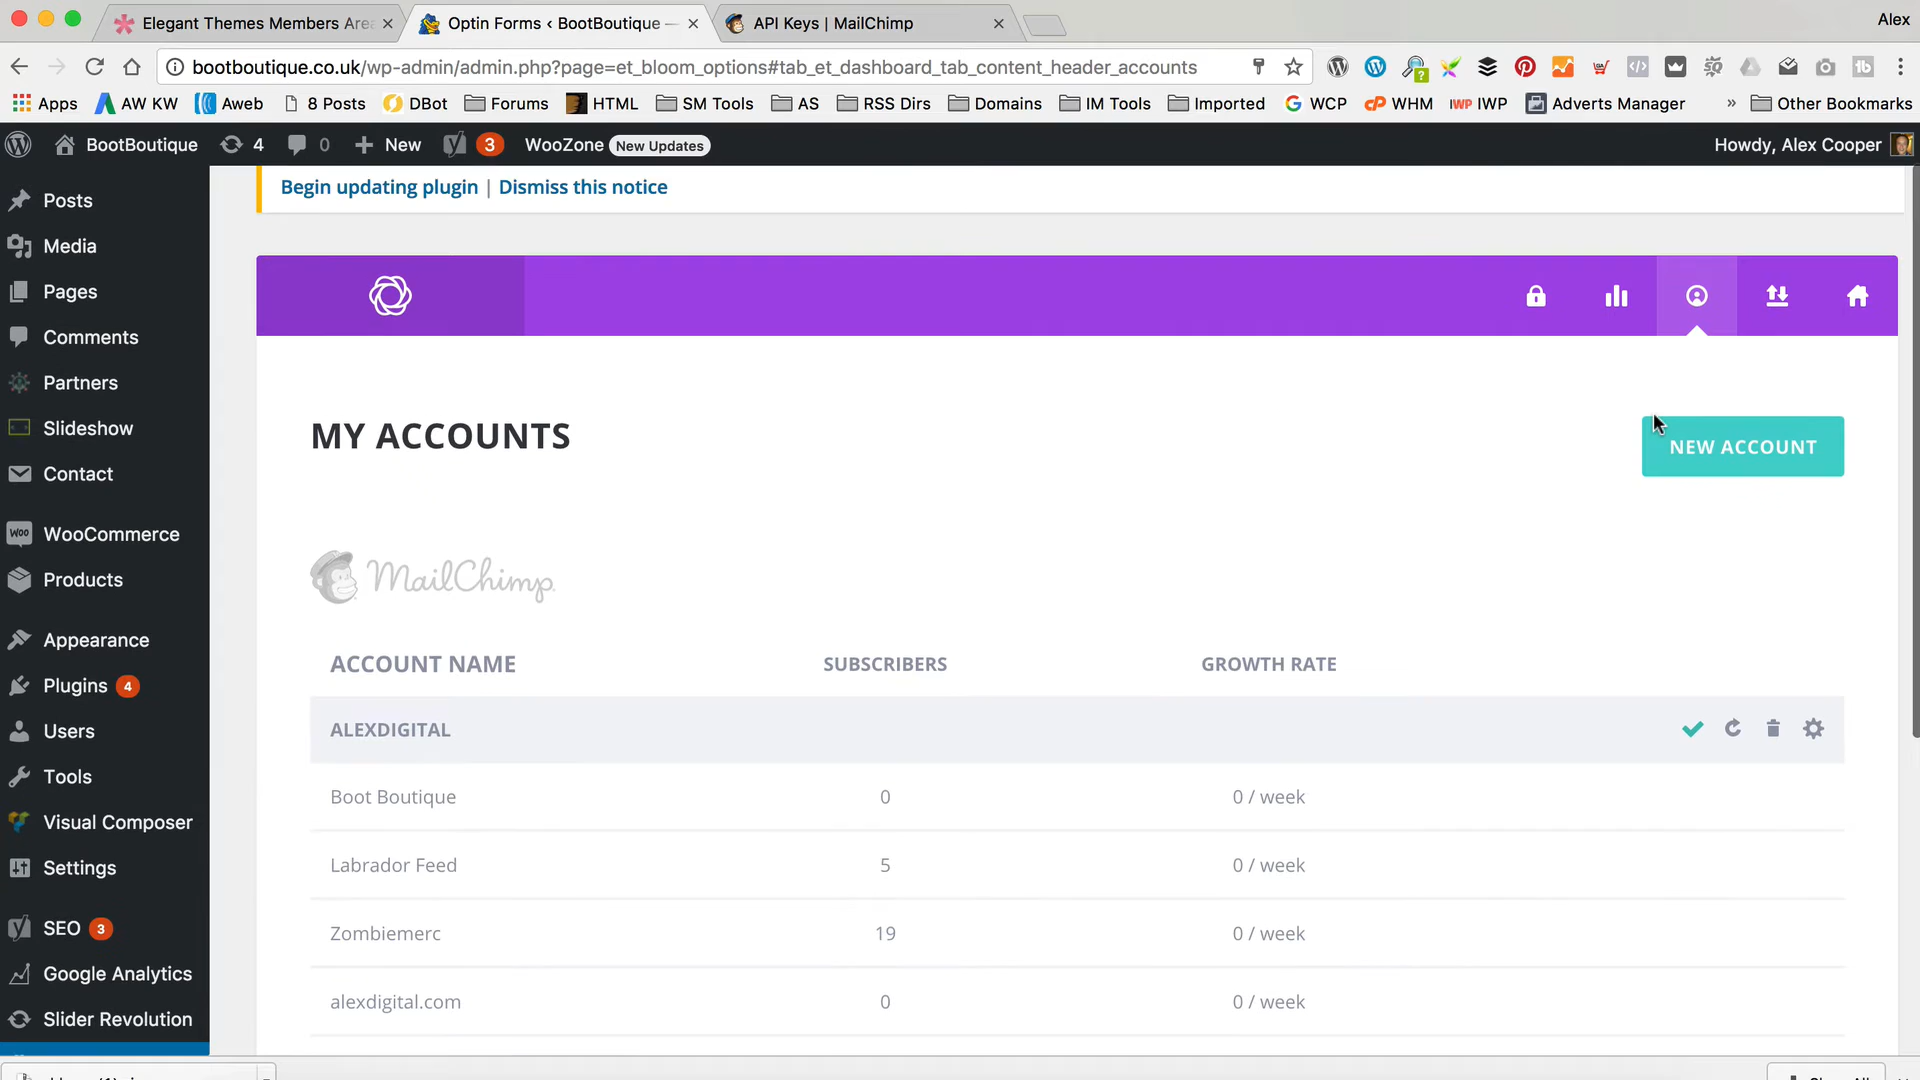 Elegant Themes Members Area
Optin Forms ‹ BootBoutique —
API Keys | MailChimp
Alex
bootboutique.co.uk/wp-admin/admin.php?page=et_bloom_options#tab_et_dashboard_tab_content_header_accounts
Apps
AW KW
Aweb
8 Posts
DBot
Forums
HTML
SM Tools
AS
RSS Dirs
Domains
IM Tools
Imported
WCP
WHM
IWP
Adverts Manager
»
Other Bookmarks
BootBoutique
4
0
New
3
WooZone
New Updates
Howdy, Alex Cooper
Begin updating plugin | Dismiss this notice
Posts
Media
Pages
Comments
Partners
Slideshow
Contact
WooCommerce
Products
Appearance
Plugins 4
Users
Tools
Visual Composer
Settings
SEO 3
Google Analytics
Slider Revolution
MY ACCOUNTS
NEW ACCOUNT
MailChimp
ACCOUNT NAME SUBSCRIBERS GROWTH RATE
ALEXDIGITAL
Boot Boutique 0 0 / week
Labrador Feed 5 0 / week
Zombiemerc 19 0 / week
alexdigital.com 0 0 / week